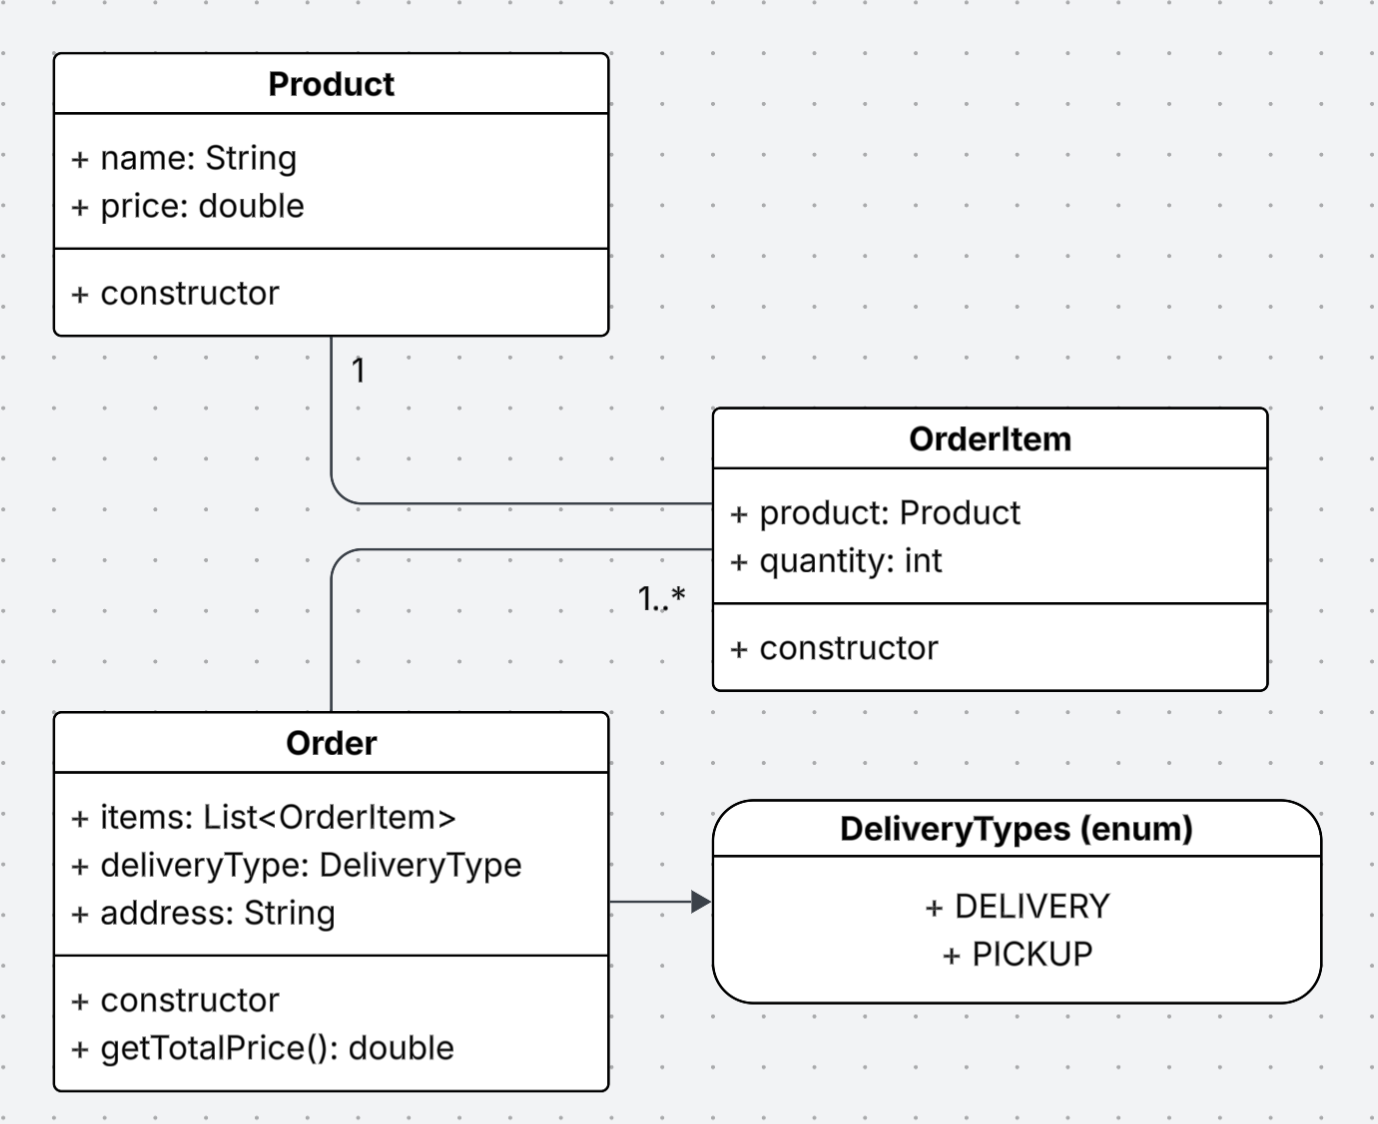 Product
+ name: String
+ price: double
+ constructor
1
OrderItem
+ product: Product
+ quantity: int
+ constructor
1..*
Order
+ items: List<OrderItem>
+ deliveryType: DeliveryType
+ address: String
+ constructor
+ getTotalPrice(): double
DeliveryTypes (enum)
+ DELIVERY
+ PICKUP